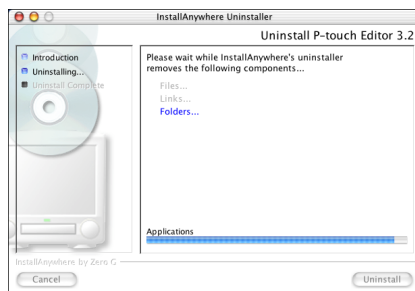 InstallAnywhere Uninstaller
Uninstall P-touch Editor 3.2
Introduction
Uninstalling...
Uninstall Complete
Please wait while InstallAnywhere's uninstaller
removes the following components...
Files...
Links...
Folders...
Applications
InstallAnywhere by Zero G
Cancel
Uninstall